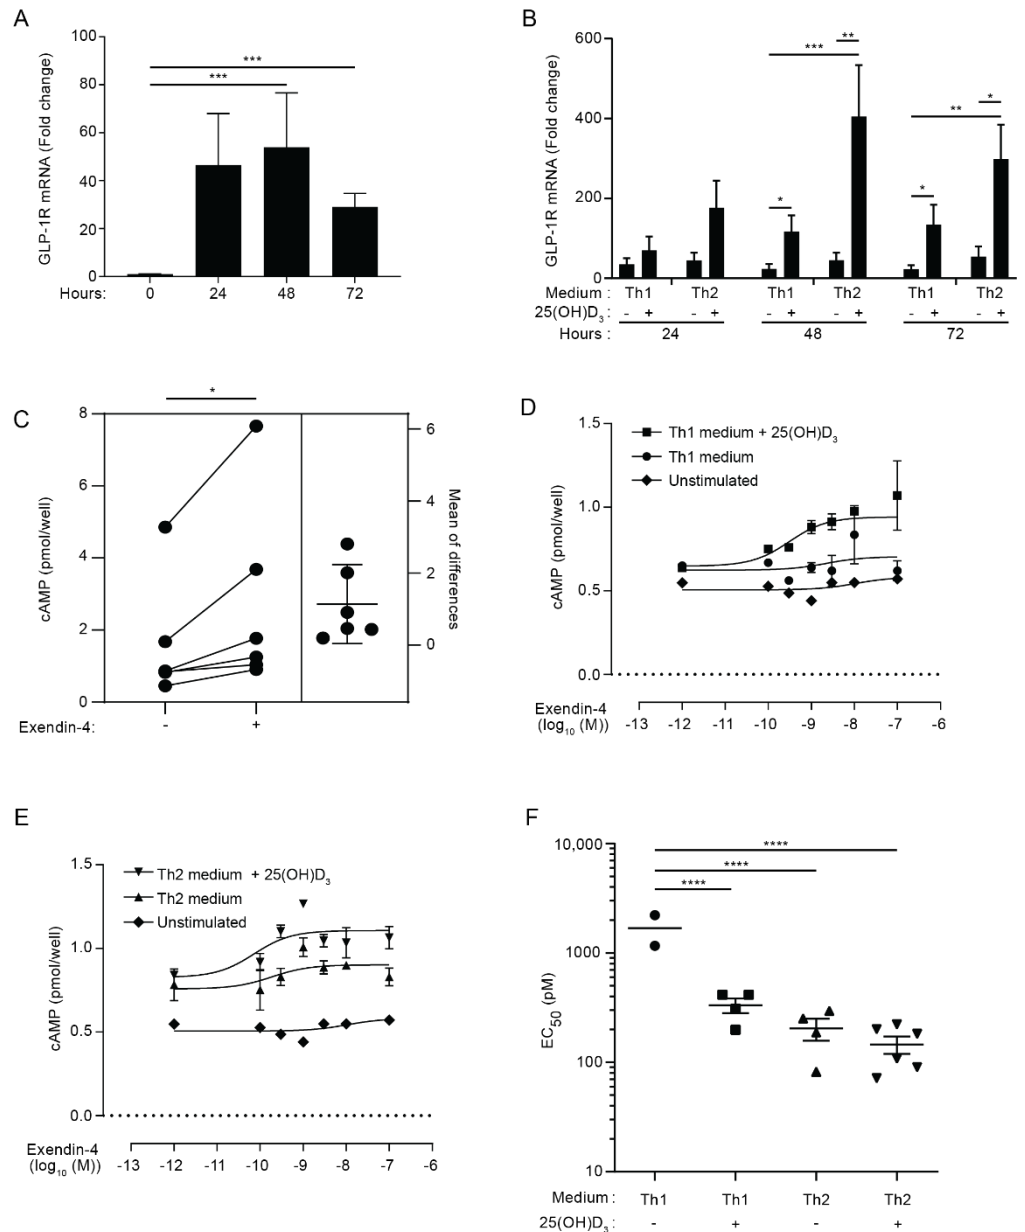 A
GLP-1R mRNA (Fold change)
100
80
60
40
20
0
***
***
Hours: 0 24 48 72
B
GLP-1R mRNA (Fold change)
600
400
200
0
*** **
** *
* *
Medium : Th1 Th2 Th1 Th2 Th1 Th2
25(OH)D3 : - + - + - + - + - + - +
Hours : 24 48 72
C
*
cAMP (pmol/well)
8
6
4
2
0
Mean of differences
6
4
2
0
Exendin-4: - +
D
cAMP (pmol/well)
1.5
1.0
0.5
0.0
Th1 medium + 25(OH)D3
Th1 medium
Unstimulated
Exendin-4
(log10 (M)) -13 -12 -10 -9 -8 -7 -6
E
cAMP (pmol/well)
1.5
1.0
0.5
0.0
Th2 medium + 25(OH)D3
Th2 medium
Unstimulated
Exendin-4
(log10 (M)) -13 -12 -11 -10 -9 -8 -7 -6
F
EC50 (pM)
10,000
1000
100
10
****
****
****
Medium : Th1 Th1 Th2 Th2
25(OH)D3 : - + - +